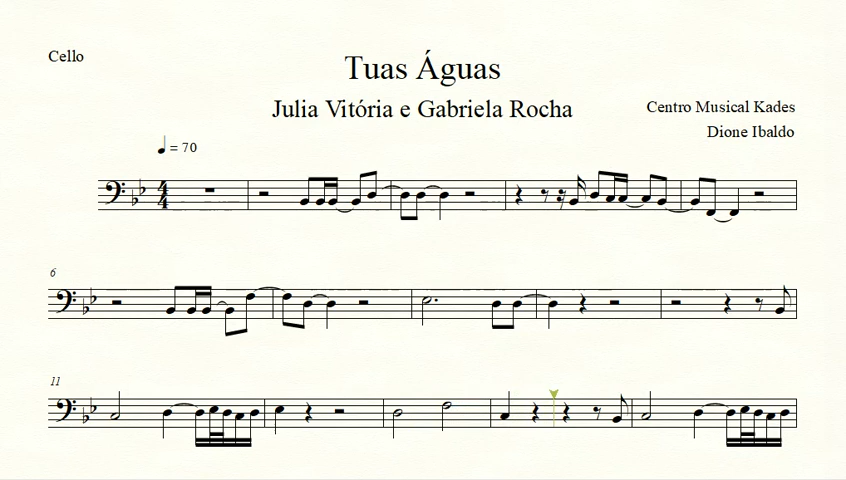 Cello
Tuas Águas
Julia Vitória e Gabriela Rocha
Centro Musical Kades
Dione Ibaldo
= 70
6
11